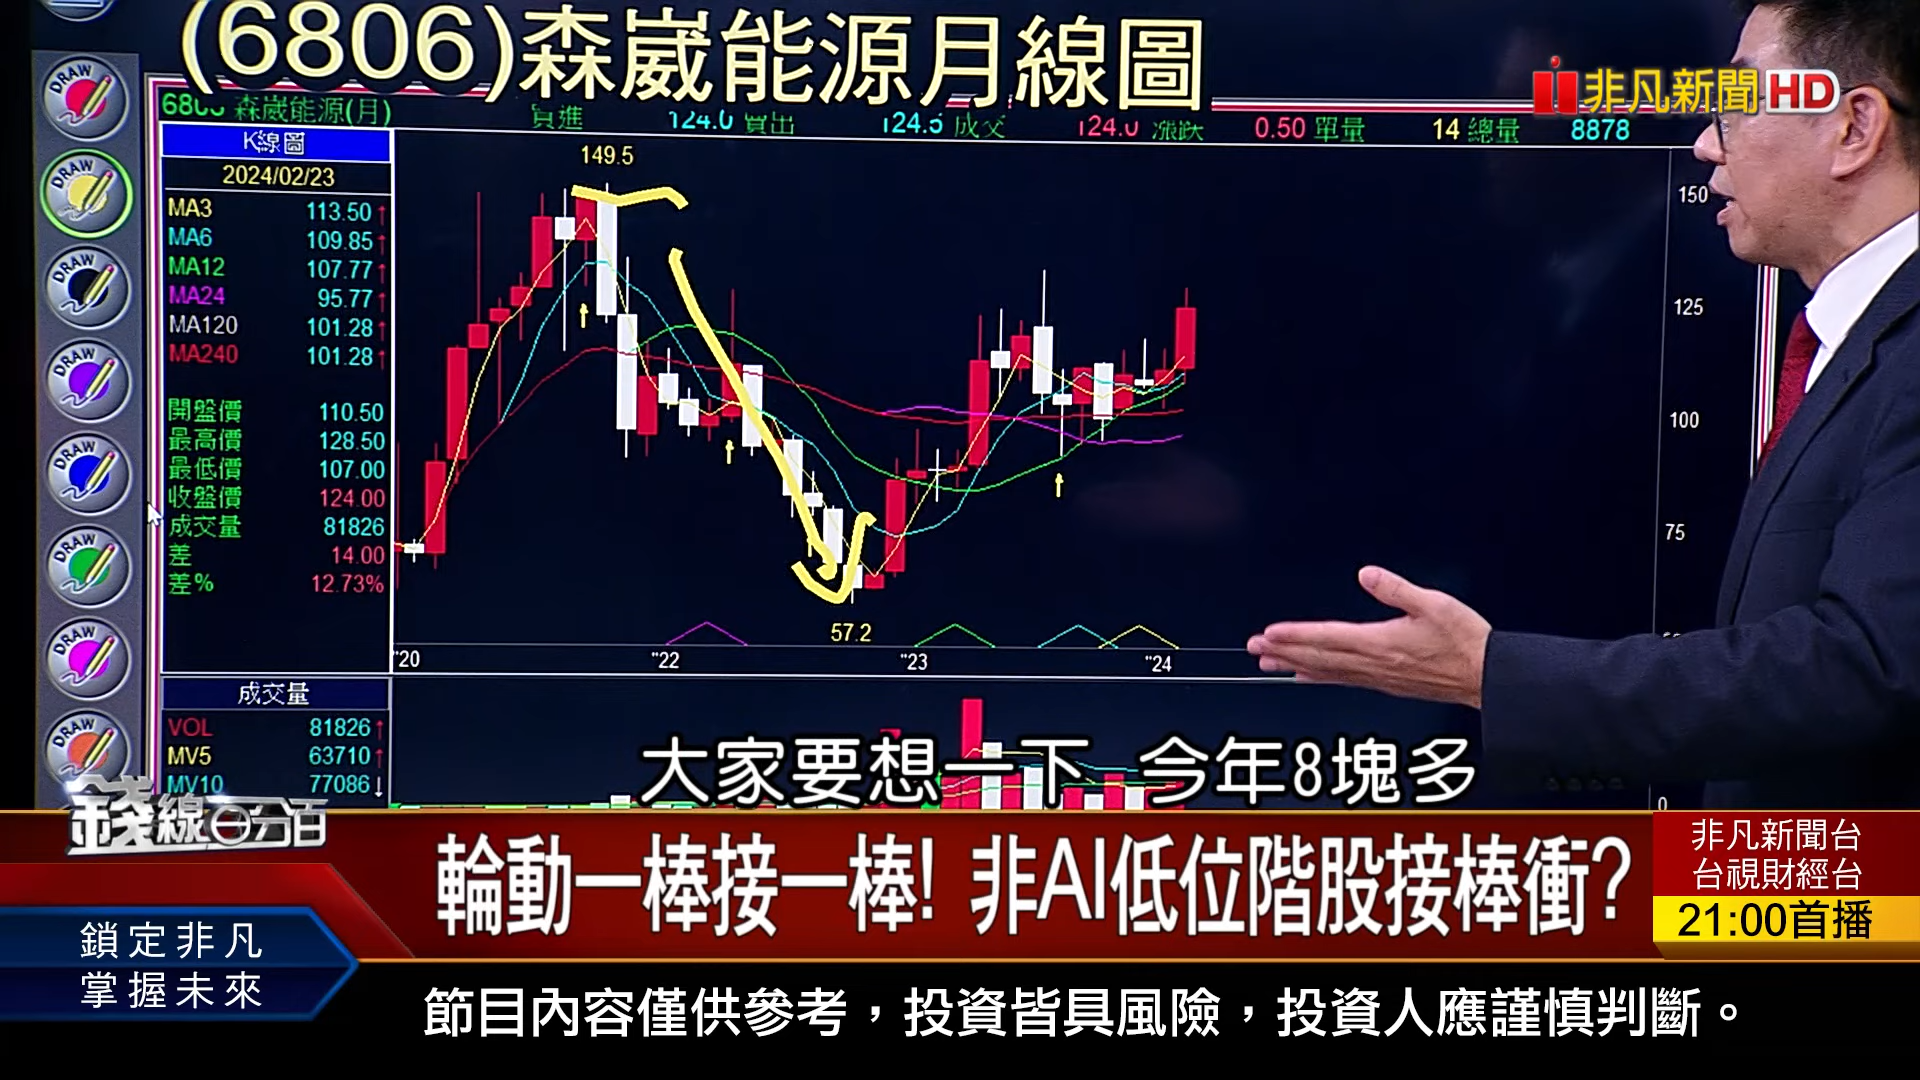 (6806)森崴能源月線圖
非凡新聞HD
6806 森崴能源(月) 買進 124.0 賣出 124.5 成交 124.0 漲跌 0.50 單量 14 總量 8878
K線圖
2024/02/23
MA3 113.50↑
MA6 109.85↑
MA12 107.77↑
MA24 95.77↑
MA120 101.28↑
MA240 101.28↑
開盤價 110.50
最高價 128.50
最低價 107.00
收盤價 124.00
成交量 81826
差 14.00
差% 12.73%
149.5
150
125
100
75
57.2
"20 "22 "23 "24
成交量
VOL 81826↑
MV5 63710↑
MV10 77086↓
0
DRAW
DRAW
DRAW
DRAW
DRAW
DRAW
DRAW
DRAW
大家要想一下 今年8塊多
錢線百分百
輪動一棒接一棒! 非AI低位階股接棒衝?
非凡新聞台
台視財經台
21:00首播
鎖定非凡
掌握未來
節目內容僅供參考，投資皆具風險，投資人應謹慎判斷。